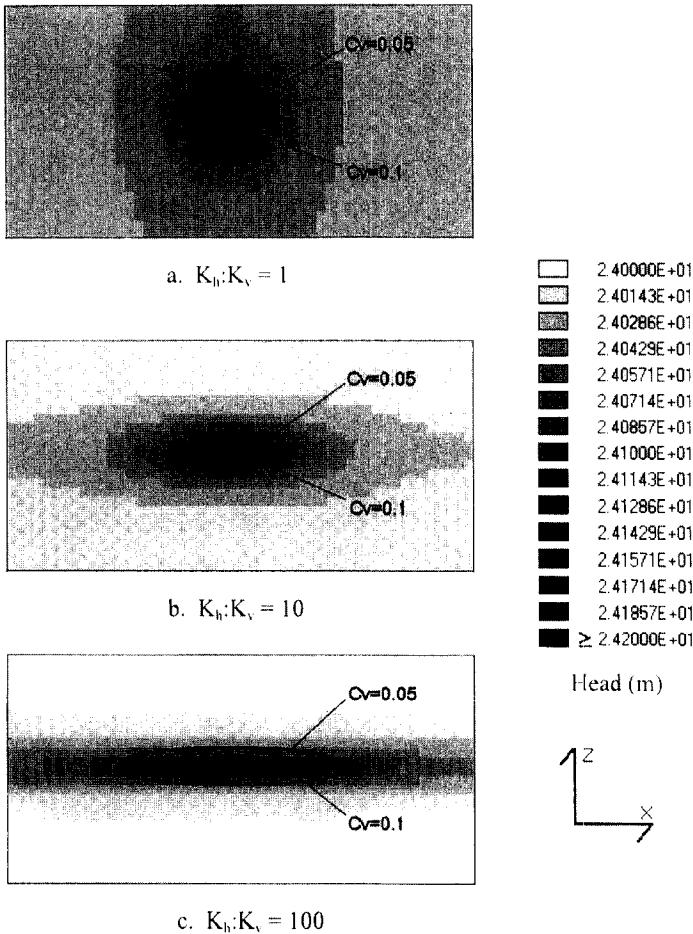 Cv=0.05
Cv=0.1
a. Kh:Kv = 1
Cv=0.05
Cv=0.1
b. Kh:Kv = 10
Cv=0.05
Cv=0.1
c. Kh:Kv = 100
2.40000E+01
2.40143E+01
2.40286E+01
2.40429E+01
2.40571E+01
2.40714E+01
2.40857E+01
2.41000E+01
2.41143E+01
2.41286E+01
2.41429E+01
2.41571E+01
2.41714E+01
2.41857E+01
≥ 2.42000E+01
Head (m)
Z
X